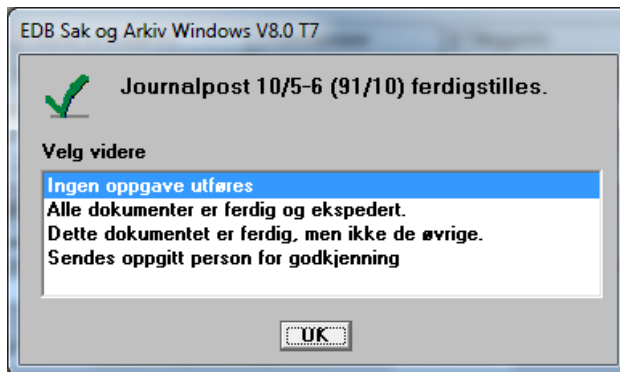 EDB Sak og Arkiv Windows V8.0 T7
Journalpost 10/5-6 (91/10) ferdigstilles.
Velg videre
Ingen oppgave utføres
Alle dokumenter er ferdig og ekspedert.
Dette dokumentet er ferdig, men ikke de øvrige.
Sendes oppgitt person for godkjenning
OK